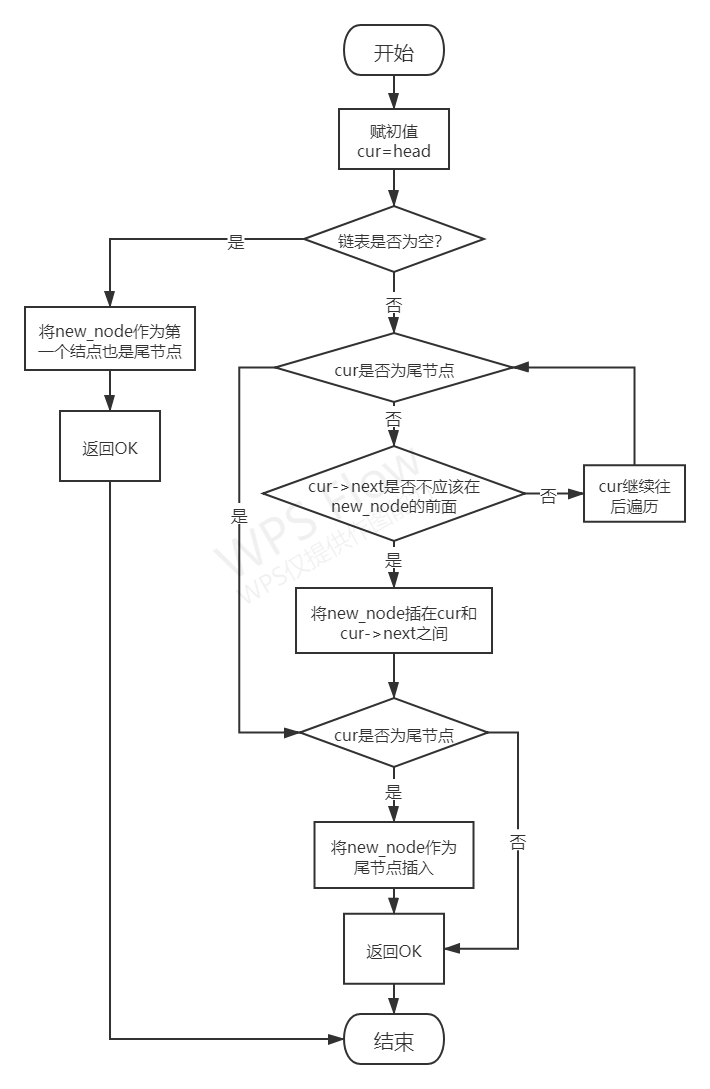 开始
赋初值
cur=head
链表是否为空?
是
否
将new_node作为第
一个结点也是尾节点
返回OK
cur是否为尾节点
否
是
cur->next是否不应该在
new_node的前面
否
cur继续往
后遍历
是
将new_node插在cur和
cur->next之间
cur是否为尾节点
是
否
将new_node作为
尾节点插入
返回OK
结束
WPS Flow